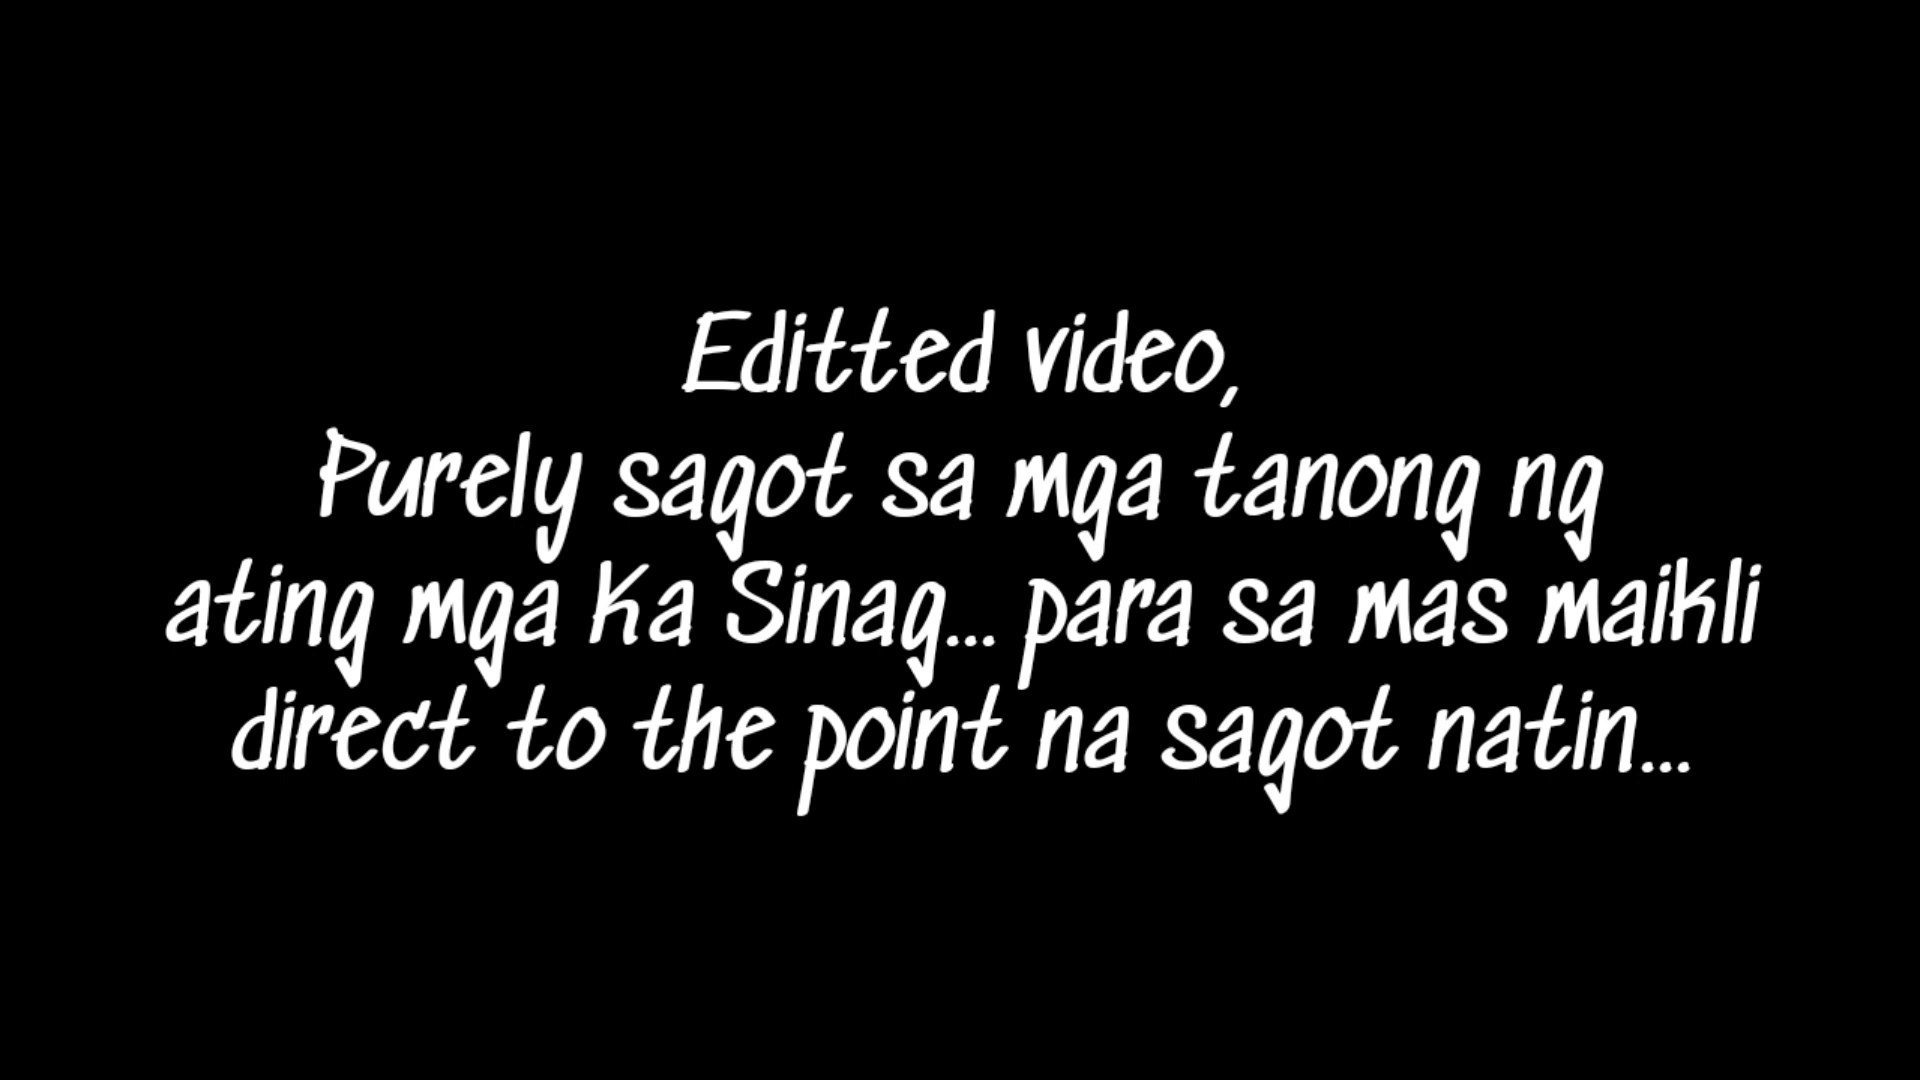 Editted video,
Purely sagot sa mga tanong ng
ating mga Ka Sinag... para sa mas maikli
direct to the point na sagot natin...